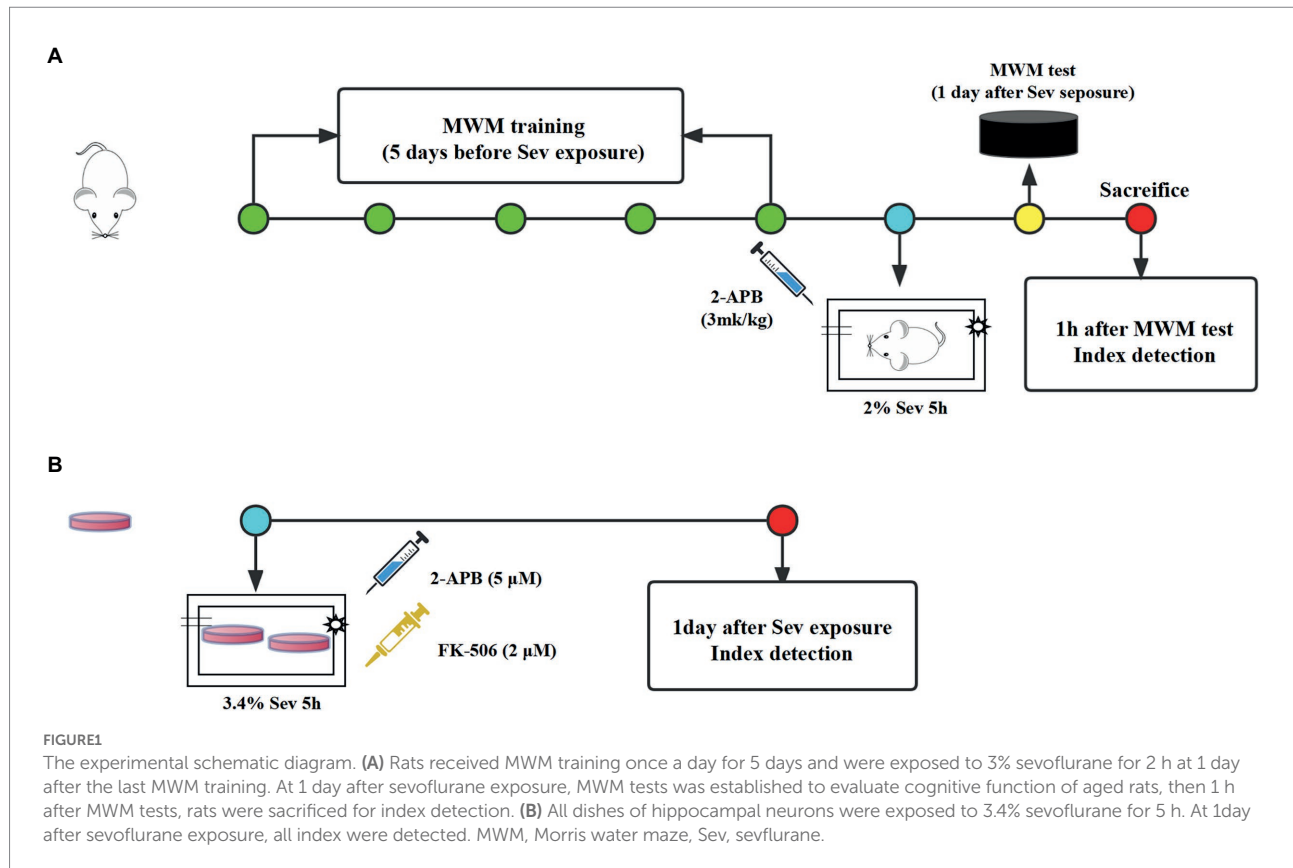 A
MWM training
(5 days before Sev exposure)
MWM test
(1 day after Sev seposure)
Sacreifice
2-APB
(3mk/kg)
2% Sev 5h
1h after MWM test
Index detection
B
2-APB (5 µM)
FK-506 (2 µM)
3.4% Sev 5h
1day after Sev exposure
Index detection
FIGURE1
The experimental schematic diagram. (A) Rats received MWM training once a day for 5 days and were exposed to 3% sevoflurane for 2 h at 1 day
after the last MWM training. At 1 day after sevoflurane exposure, MWM tests was established to evaluate cognitive function of aged rats, then 1 h
after MWM tests, rats were sacrificed for index detection. (B) All dishes of hippocampal neurons were exposed to 3.4% sevoflurane for 5 h. At 1day
after sevoflurane exposure, all index were detected. MWM, Morris water maze, Sev, sevflurane.